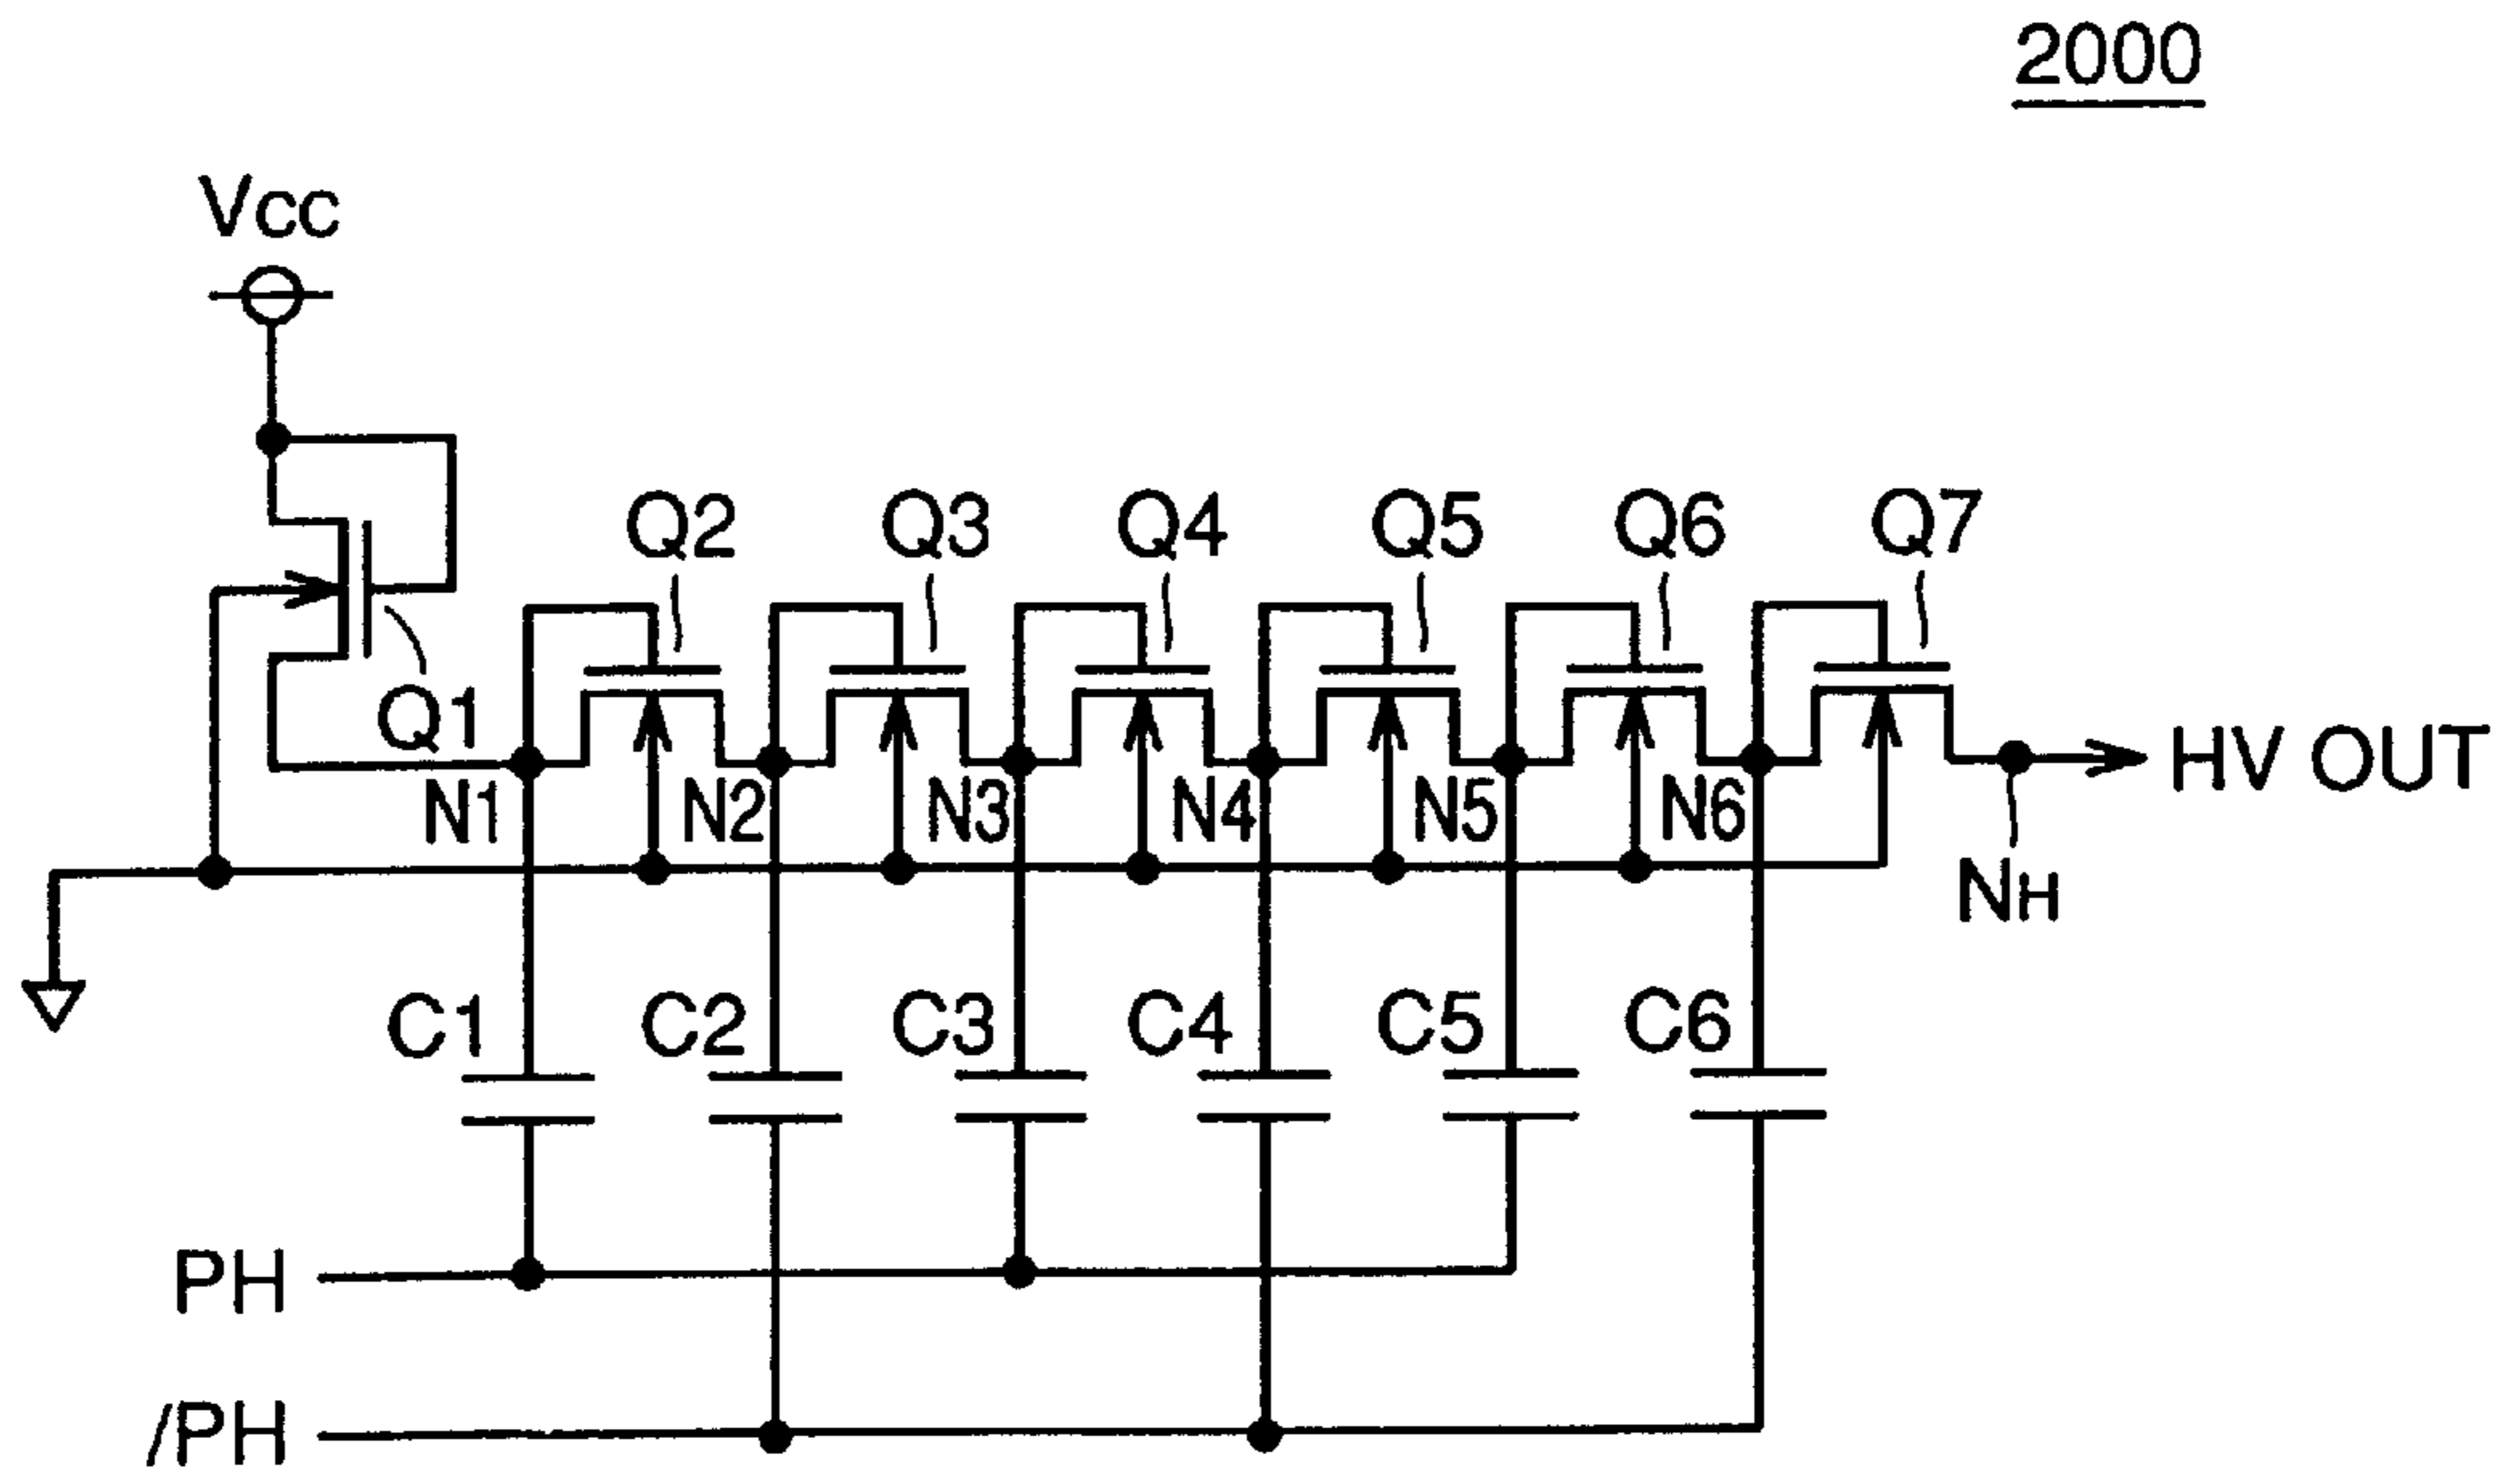 2000
Vcc
Q2 Q3 Q4 Q5 Q6 Q7
Q1
HV OUT
N1 N2 N3 N4 N5 N6
NH
C1 C2 C3 C4 C5 C6
PH
/PH